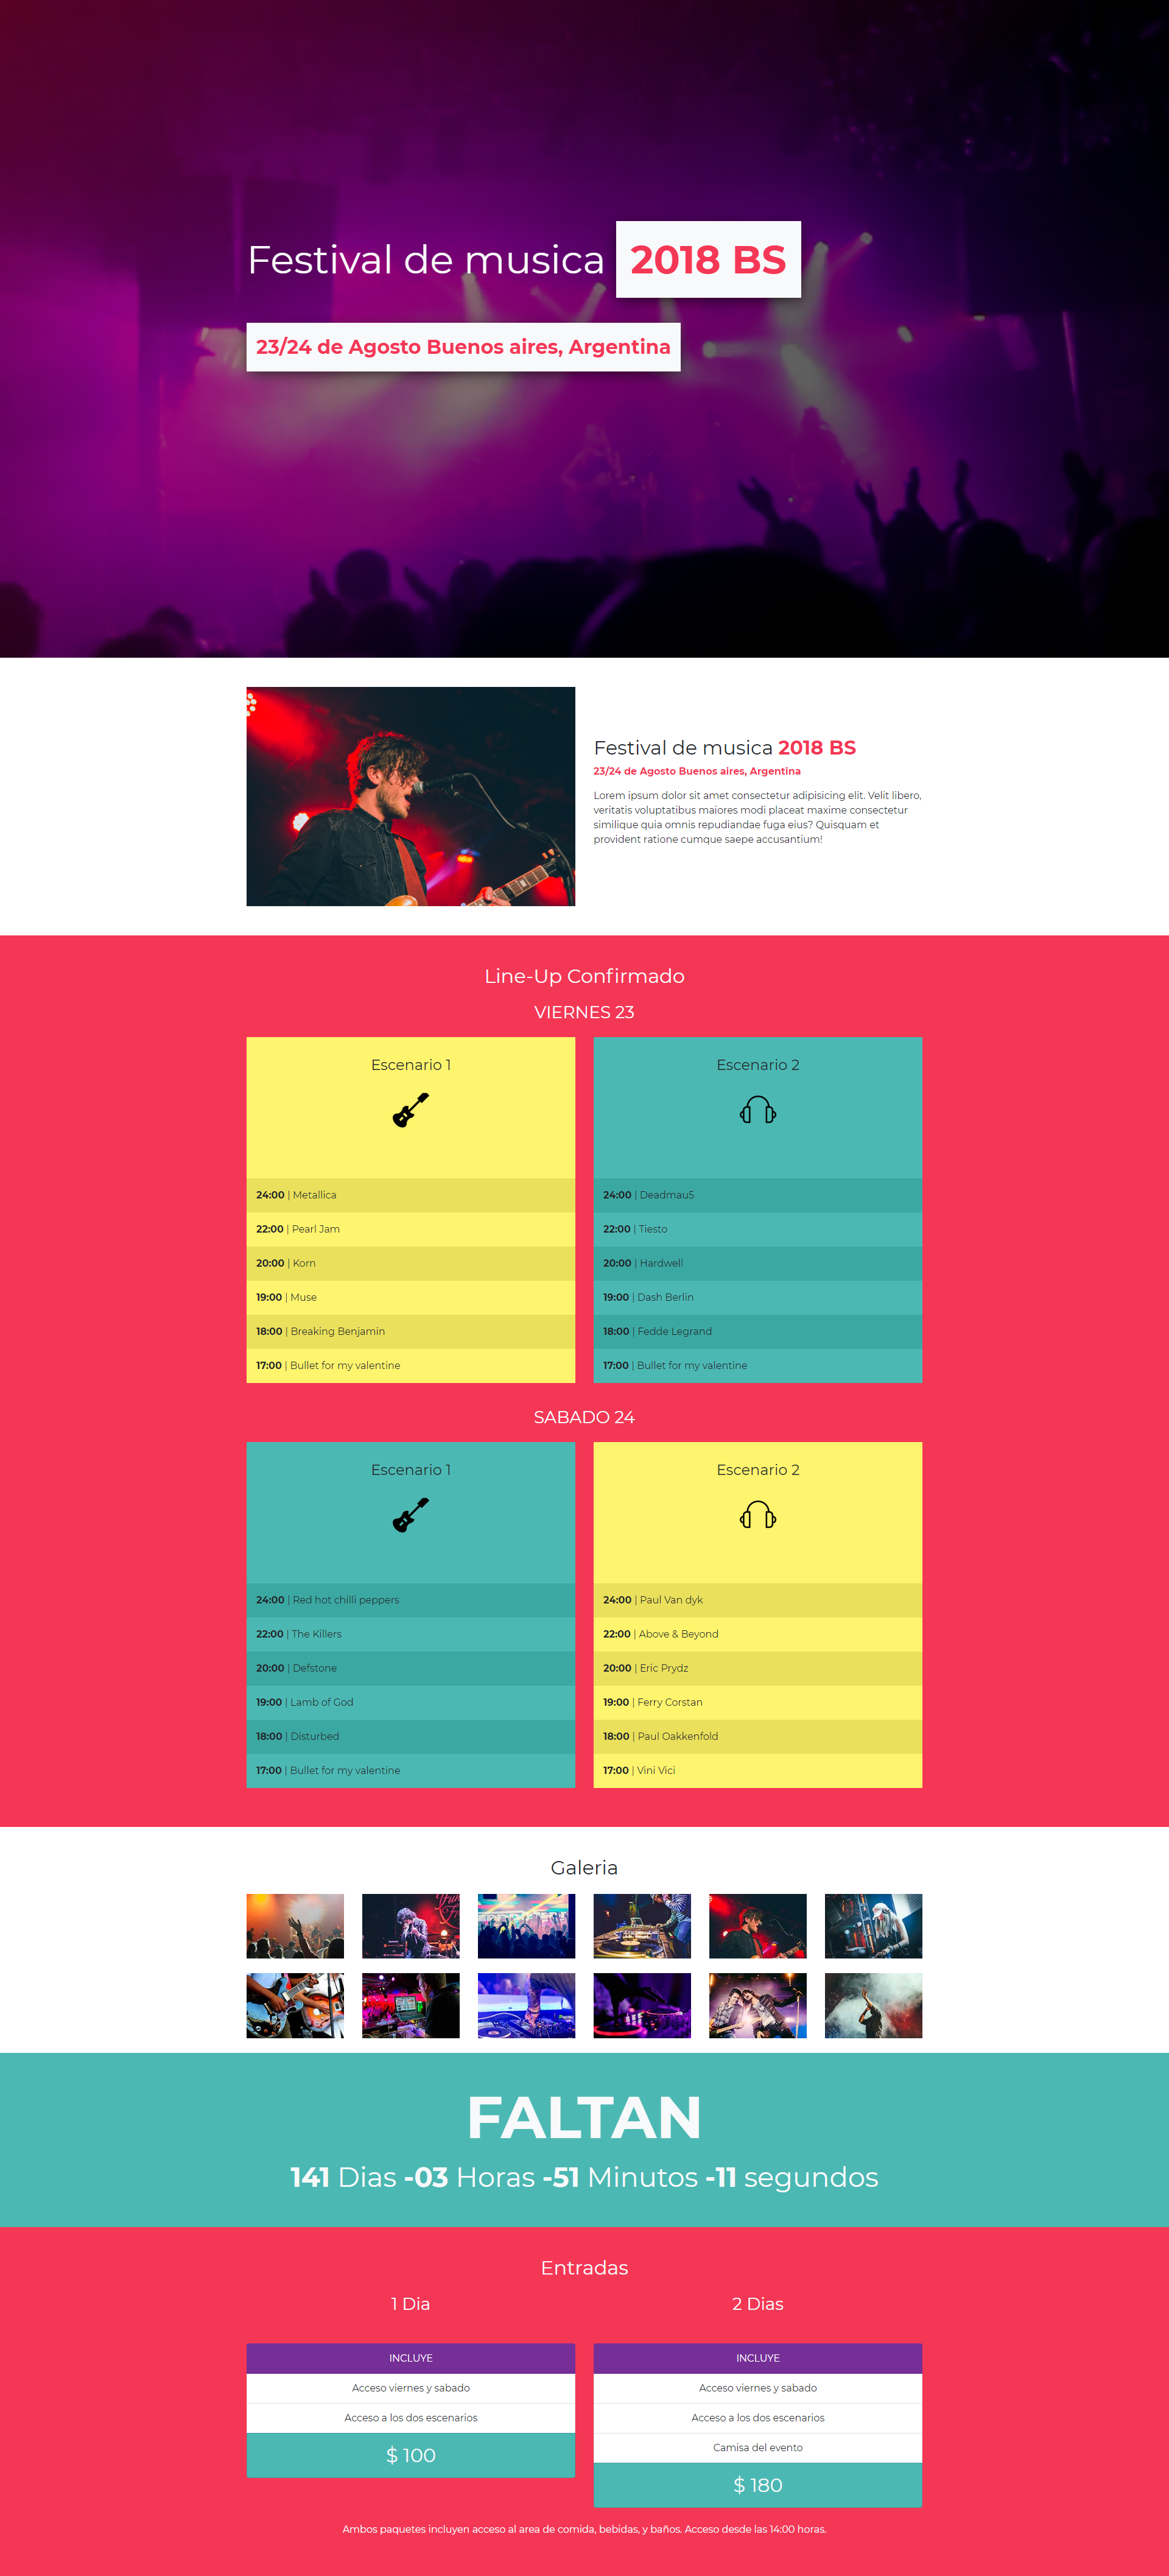 Festival de musica 2018 BS
23/24 de Agosto Buenos aires, Argentina
Festival de musica 2018 BS
23/24 de Agosto Buenos aires, Argentina
Lorem ipsum dolor sit amet consectetur adipisicing elit. Velit libero,
veritatis voluptatibus maiores modi placeat maxime consectetur
similique quia omnis repudiandae fuga eius? Quisquam et
provident ratione cumque saepe accusantium!
Line-Up Confirmado
VIERNES 23
Escenario 1
24:00 | Metallica
22:00 | Pearl Jam
20:00 | Korn
19:00 | Muse
18:00 | Breaking Benjamin
17:00 | Bullet for my valentine
Escenario 2
24:00 | Deadmau5
22:00 | Tiesto
20:00 | Hardwell
19:00 | Dash Berlin
18:00 | Fedde Legrand
17:00 | Bullet for my valentine
SABADO 24
Escenario 1
24:00 | Red hot chilli peppers
22:00 | The Killers
20:00 | Defstone
19:00 | Lamb of God
18:00 | Disturbed
17:00 | Bullet for my valentine
Escenario 2
24:00 | Paul Van dyk
22:00 | Above & Beyond
20:00 | Eric Prydz
19:00 | Ferry Corstan
18:00 | Paul Oakkenfold
17:00 | Vini Vici
Galeria
FALTAN
141 Dias -03 Horas -51 Minutos -11 segundos
Entradas
1 Dia
INCLUYE
Acceso viernes y sabado
Acceso a los dos escenarios
$ 100
2 Dias
INCLUYE
Acceso viernes y sabado
Acceso a los dos escenarios
Camisa del evento
$ 180
Ambos paquetes incluyen acceso al area de comida, bebidas, y baños. Acceso desde las 14:00 horas.